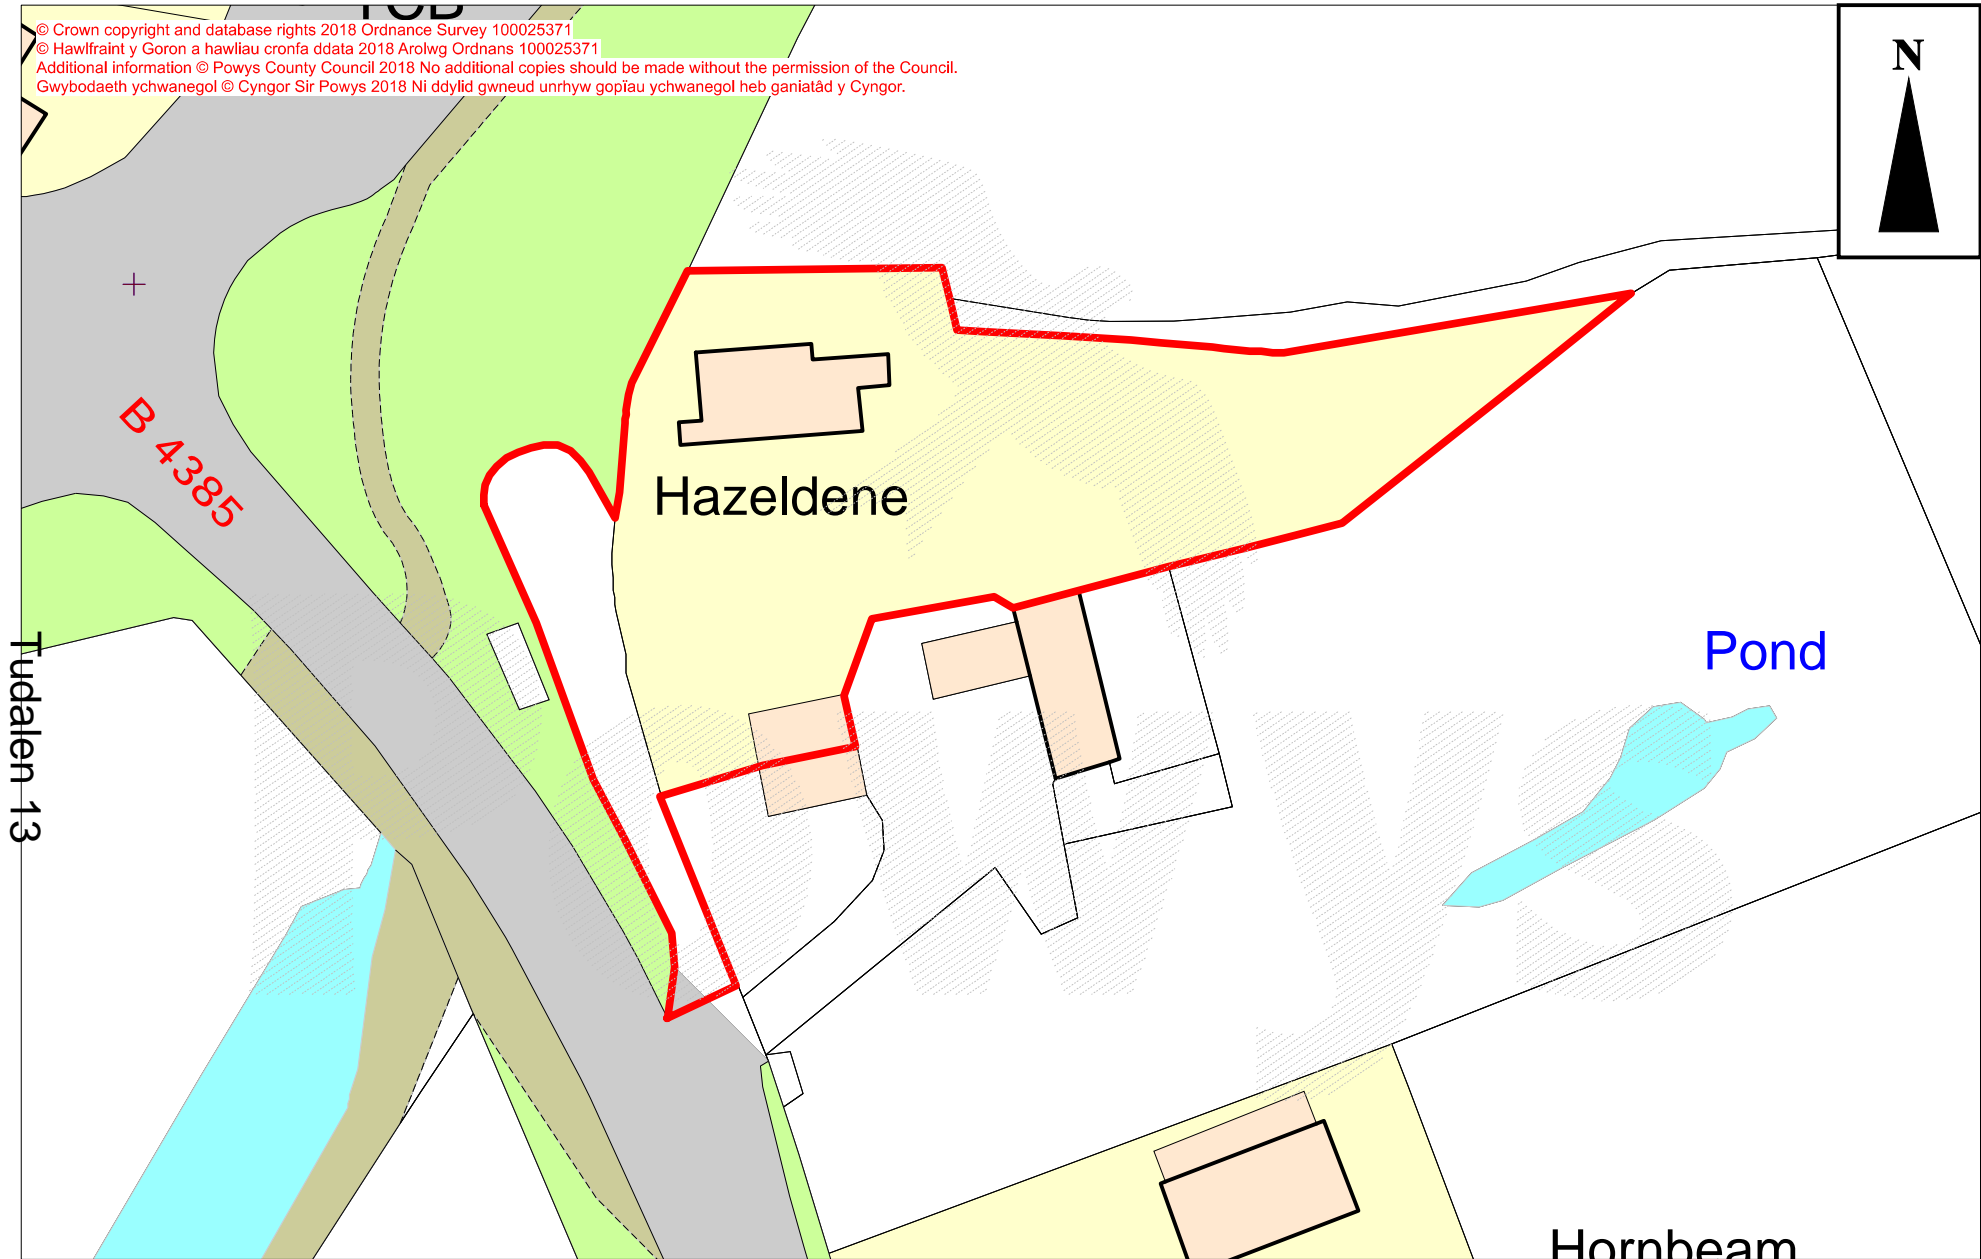 TCB
© Crown copyright and database rights 2018 Ordnance Survey 100025371
© Hawlfraint y Goron a hawliau cronfa ddata 2018 Arolwg Ordnans 100025371
Additional information © Powys County Council 2018 No additional copies should be made without the permission of the Council.
Gwybodaeth ychwanegol © Cyngor Sir Powys 2018 Ni ddylid gwneud unrhyw gopïau ychwanegol heb ganiatâd y Cyngor.
N
B 4385
Hazeldene
Pond
Tudalen 13
Powys
Hornbeam